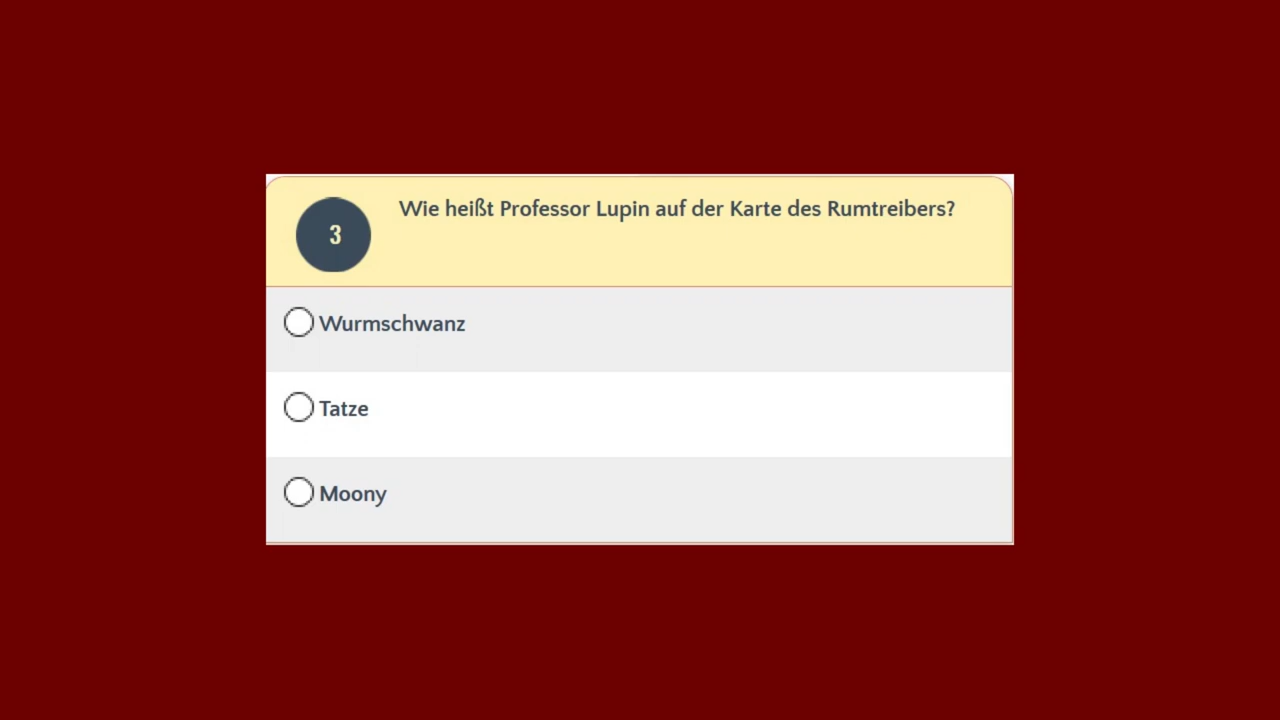 3
Wie heißt Professor Lupin auf der Karte des Rumtreibers?
Wurmschwanz
Tatze
Moony